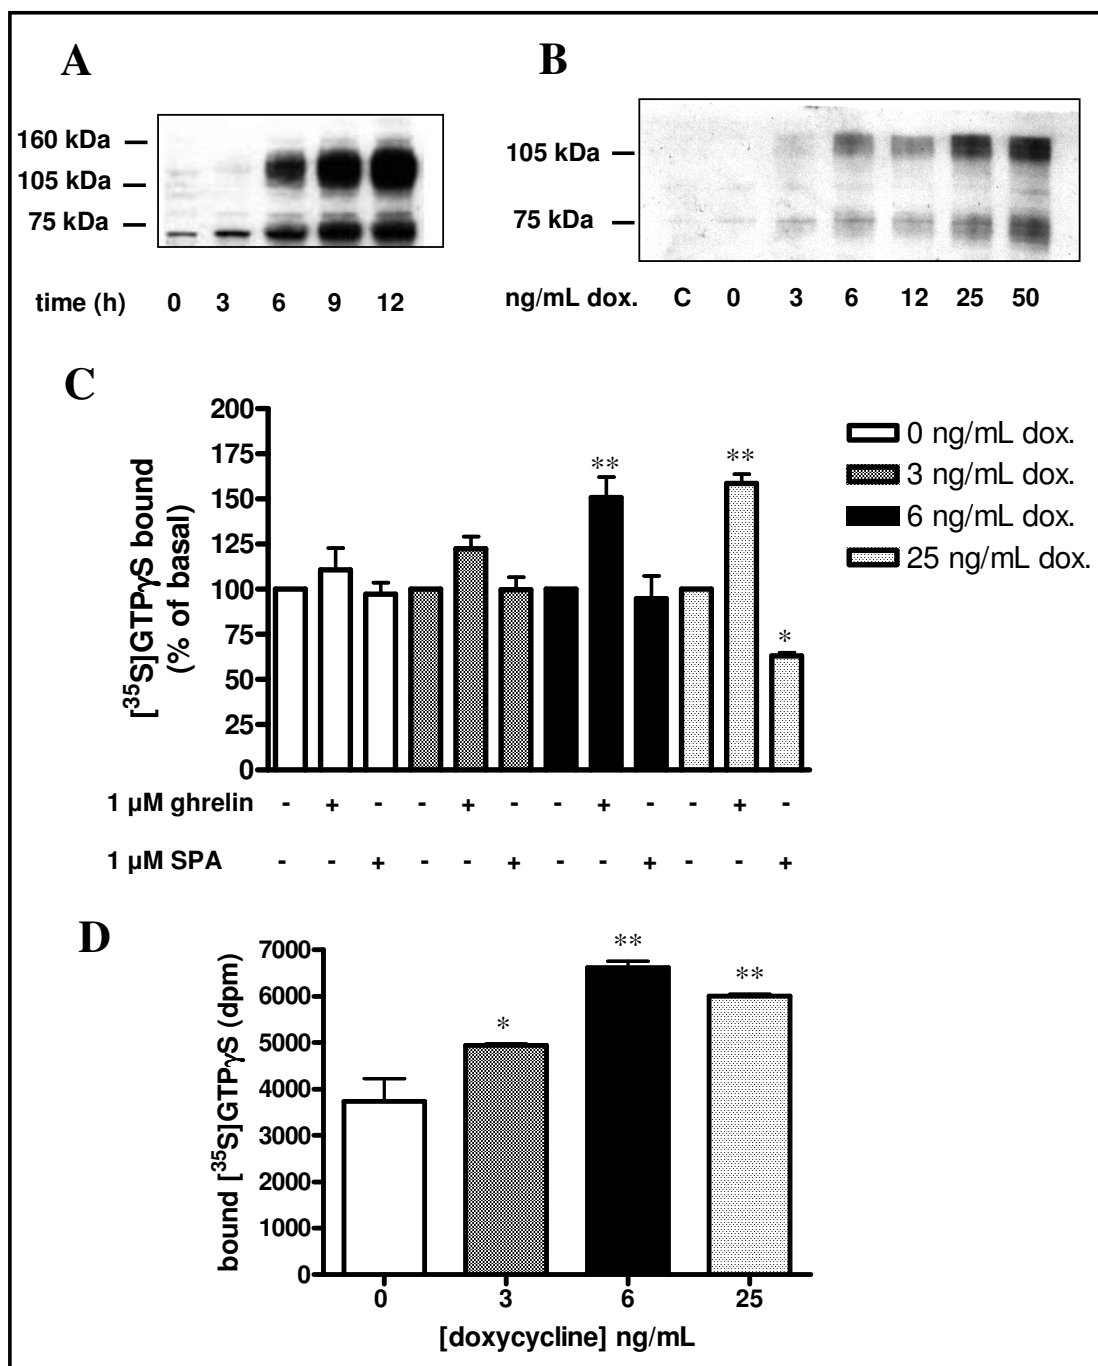 A
160 kDa
105 kDa
75 kDa
time (h) 0 3 6 9 12
B
105 kDa
75 kDa
ng/mL dox. C 0 3 6 12 25 50
C
[³⁵S]GTPγS bound
(% of basal)
200
175
150
125
100
75
50
25
0
** ** *
0 ng/mL dox.
3 ng/mL dox.
6 ng/mL dox.
25 ng/mL dox.
1 µM ghrelin - + - - + - - + - - + -
1 µM SPA - - + - - + - - + - - +
D
bound [³⁵S]GTPγS (dpm)
7000
6000
5000
4000
3000
2000
1000
0
* ** **
0 3 6 25
[doxycycline] ng/mL